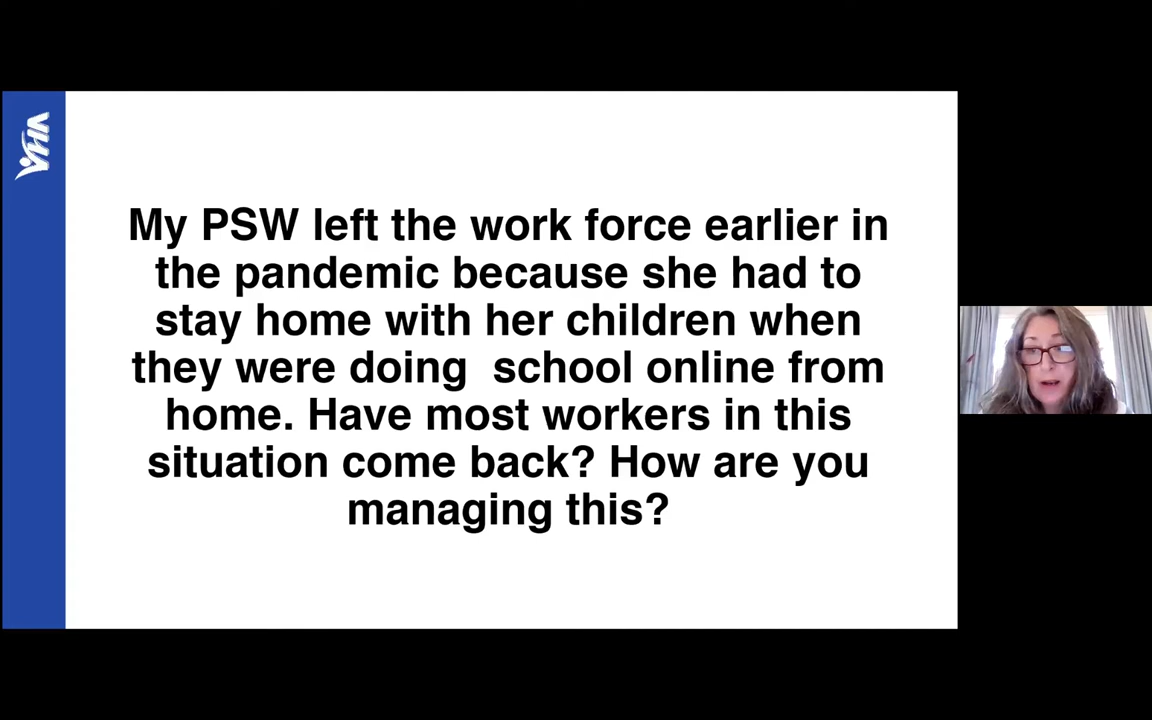 VHA
My PSW left the work force earlier in
the pandemic because she had to
stay home with her children when
they were doing  school online from
home. Have most workers in this
situation come back? How are you
managing this?